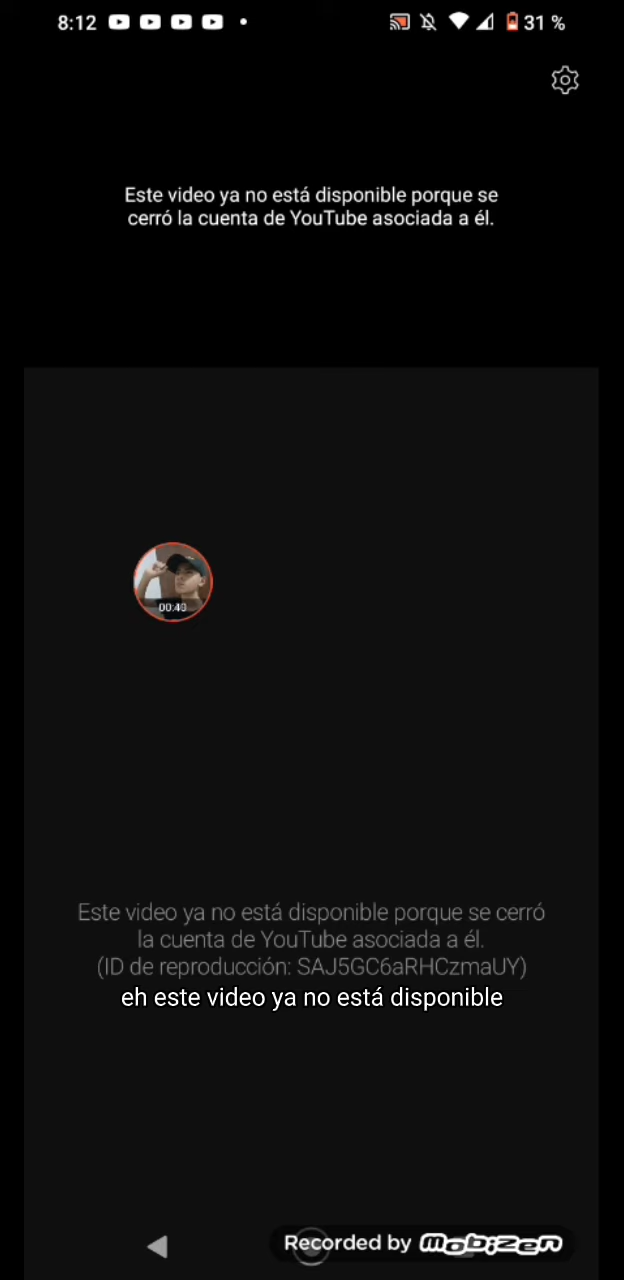 8:12
31 %
Este video ya no está disponible porque se
cerró la cuenta de YouTube asociada a él.
00:40
Este video ya no está disponible porque se cerró
la cuenta de YouTube asociada a él.
(ID de reproducción: SAJ5GC6aRHCzmaUY)
eh este video ya no está disponible
Recorded by mobizen